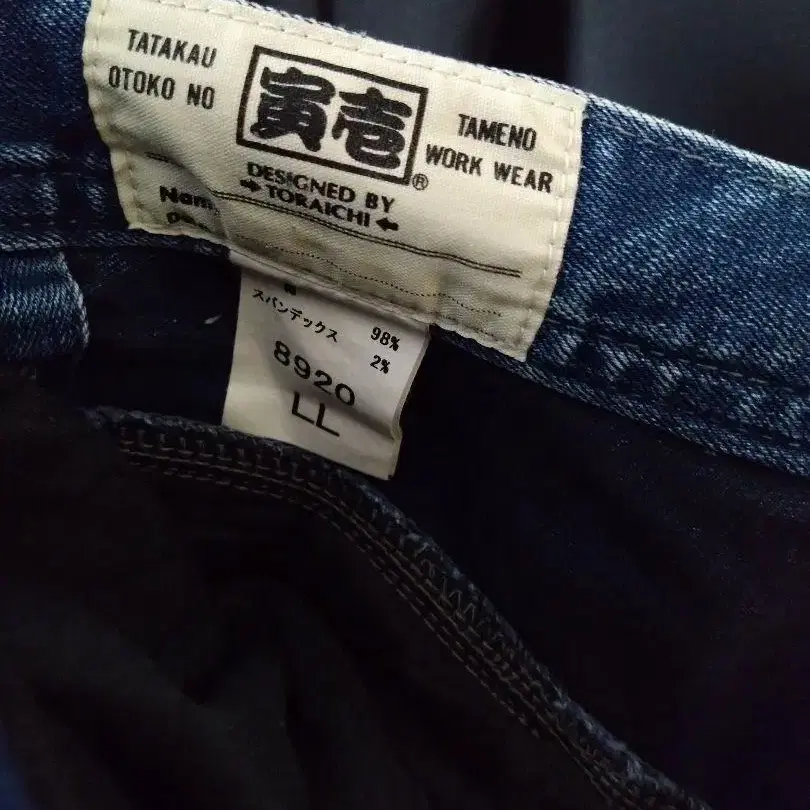 TATAKAU
OTOKO NO
寅壱
®
TAMENO
WORK WEAR
DESIGNED BY
TORAICHI
スパンデックス
98%
2%
8920
LL